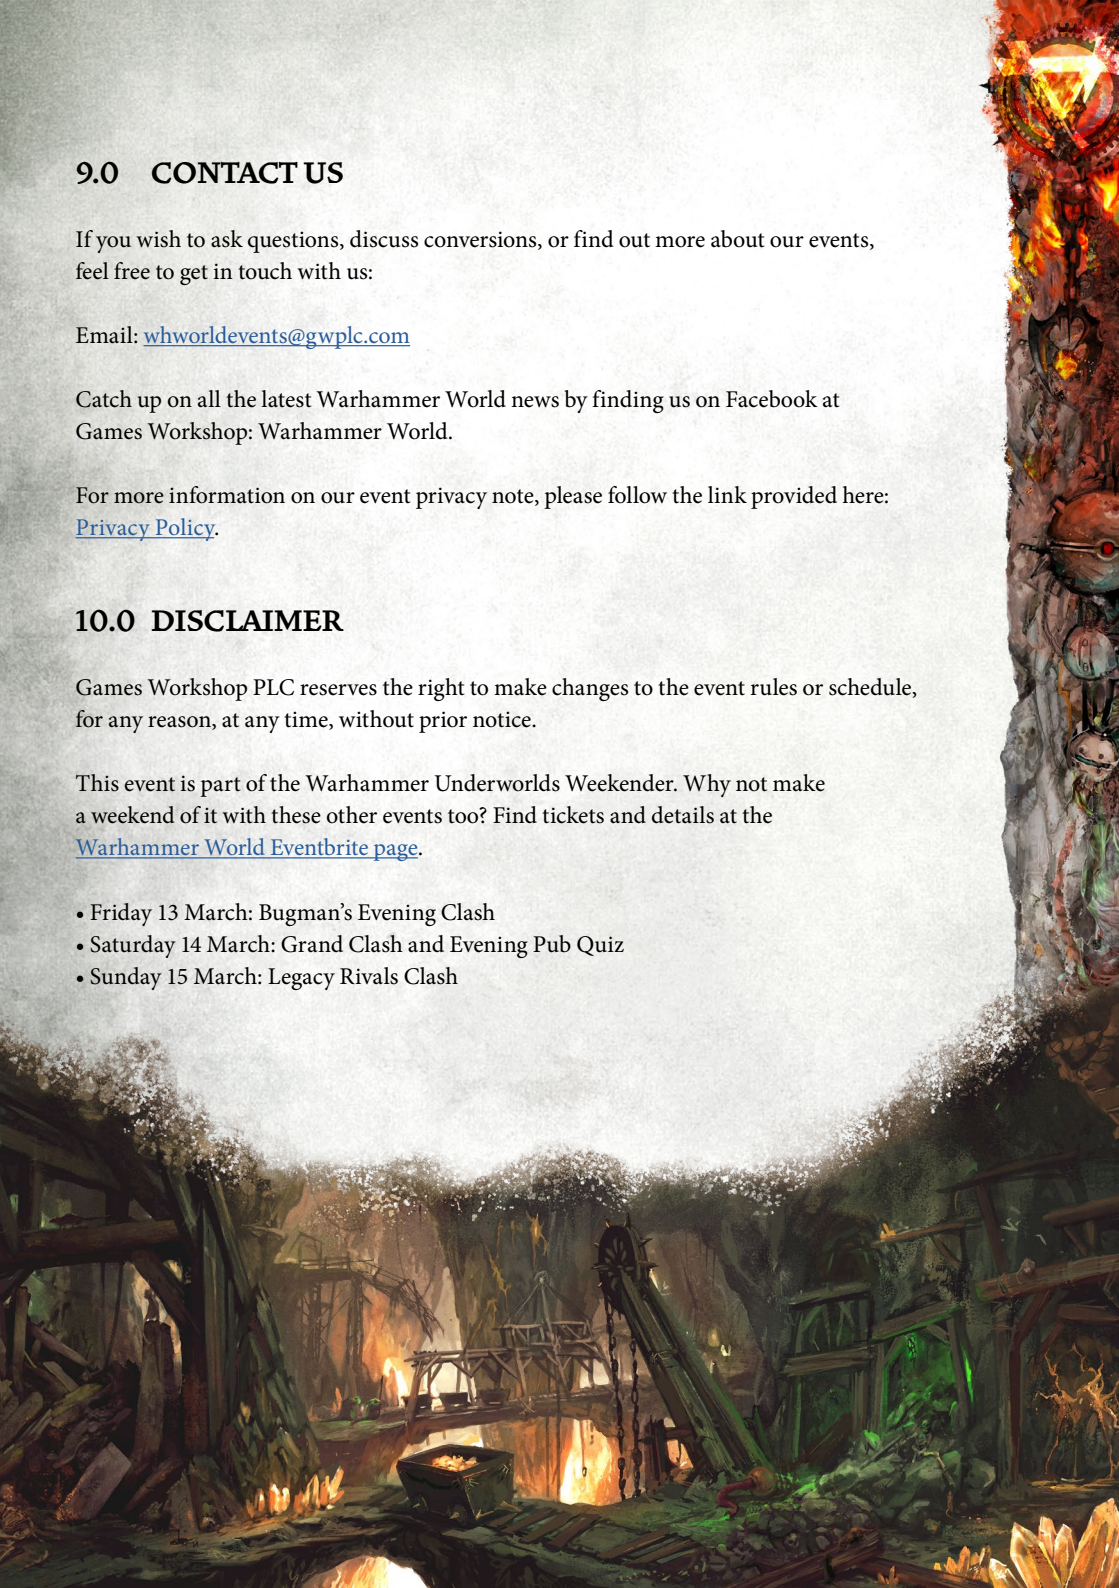 9.0 CONTACT US
If you wish to ask questions, discuss conversions, or find out more about our events,
feel free to get in touch with us:
Email: whworldevents@gwplc.com
Catch up on all the latest Warhammer World news by finding us on Facebook at
Games Workshop: Warhammer World.
For more information on our event privacy note, please follow the link provided here:
Privacy Policy.
10.0 DISCLAIMER
Games Workshop PLC reserves the right to make changes to the event rules or schedule,
for any reason, at any time, without prior notice.
This event is part of the Warhammer Underworlds Weekender. Why not make
a weekend of it with these other events too? Find tickets and details at the
Warhammer World Eventbrite page.
• Friday 13 March: Bugman’s Evening Clash
• Saturday 14 March: Grand Clash and Evening Pub Quiz
• Sunday 15 March: Legacy Rivals Clash